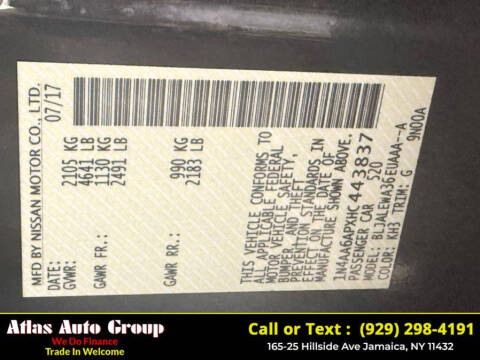 MFD BY NISSAN MOTOR CO., LTD.
DATE: 07/17
GVWR: 2105 KG
4641 LB
GAWR FR.: 1130 KG
2491 LB
GAWR RR.: 990 KG
2183 LB
THIS VEHICLE CONFORMS TO
ALL APPLICABLE FEDERAL
MOTOR VEHICLE SAFETY,
BUMPER, AND THEFT
PREVENTION STANDARDS IN
EFFECT ON THE DATE OF
MANUFACTURE SHOWN ABOVE.
1N4AA6APXHC443837
PASSENGER CAR 520
MODEL: BLJALEWA36EUAAA--A
COLOR: KH3 TRIM: G 9N00A
Atlas Auto Group
We Do Finance
Trade In Welcome
Call or Text : (929) 298-4191
165-25 Hillside Ave Jamaica, NY 11432